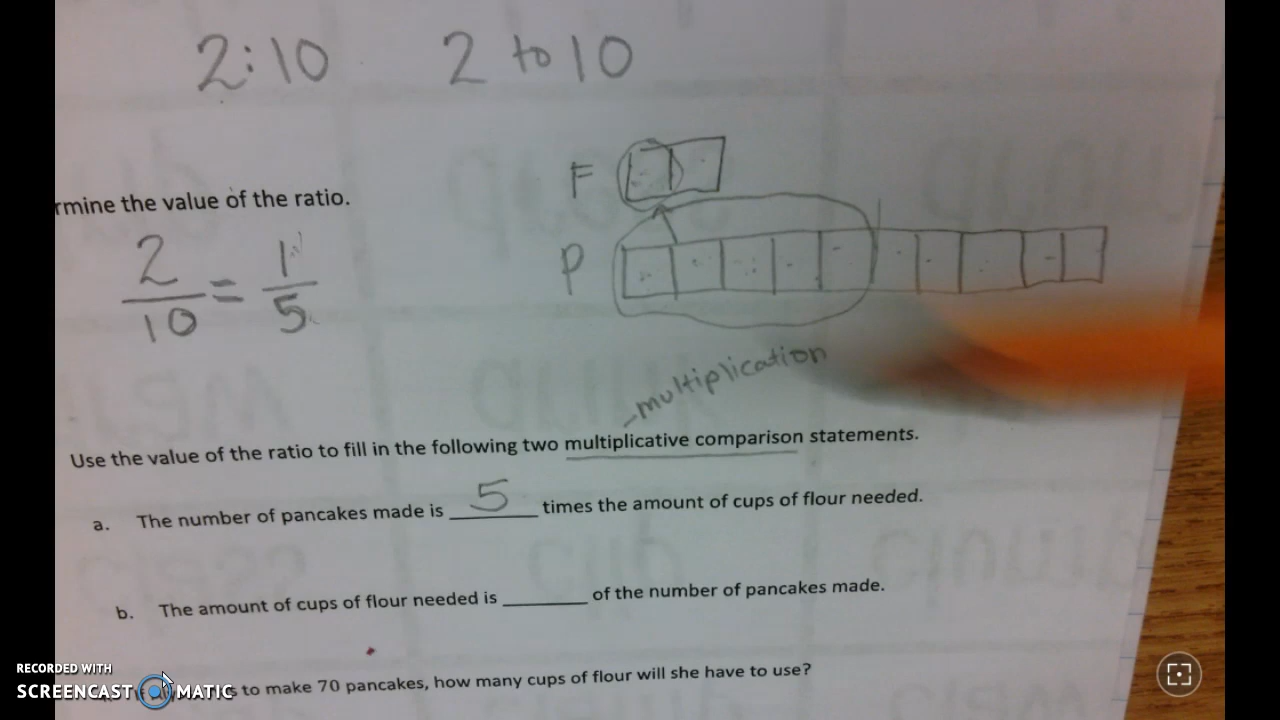 2:10 2 to 10
F
rmine the value of the ratio.
P
2/10 = 1/5
multiplication
Use the value of the ratio to fill in the following two multiplicative comparison statements.
a. The number of pancakes made is 5 times the amount of cups of flour needed.
b. The amount of cups of flour needed is ______ of the number of pancakes made.
s to make 70 pancakes, how many cups of flour will she have to use?
RECORDED WITH
SCREENCAST MATIC